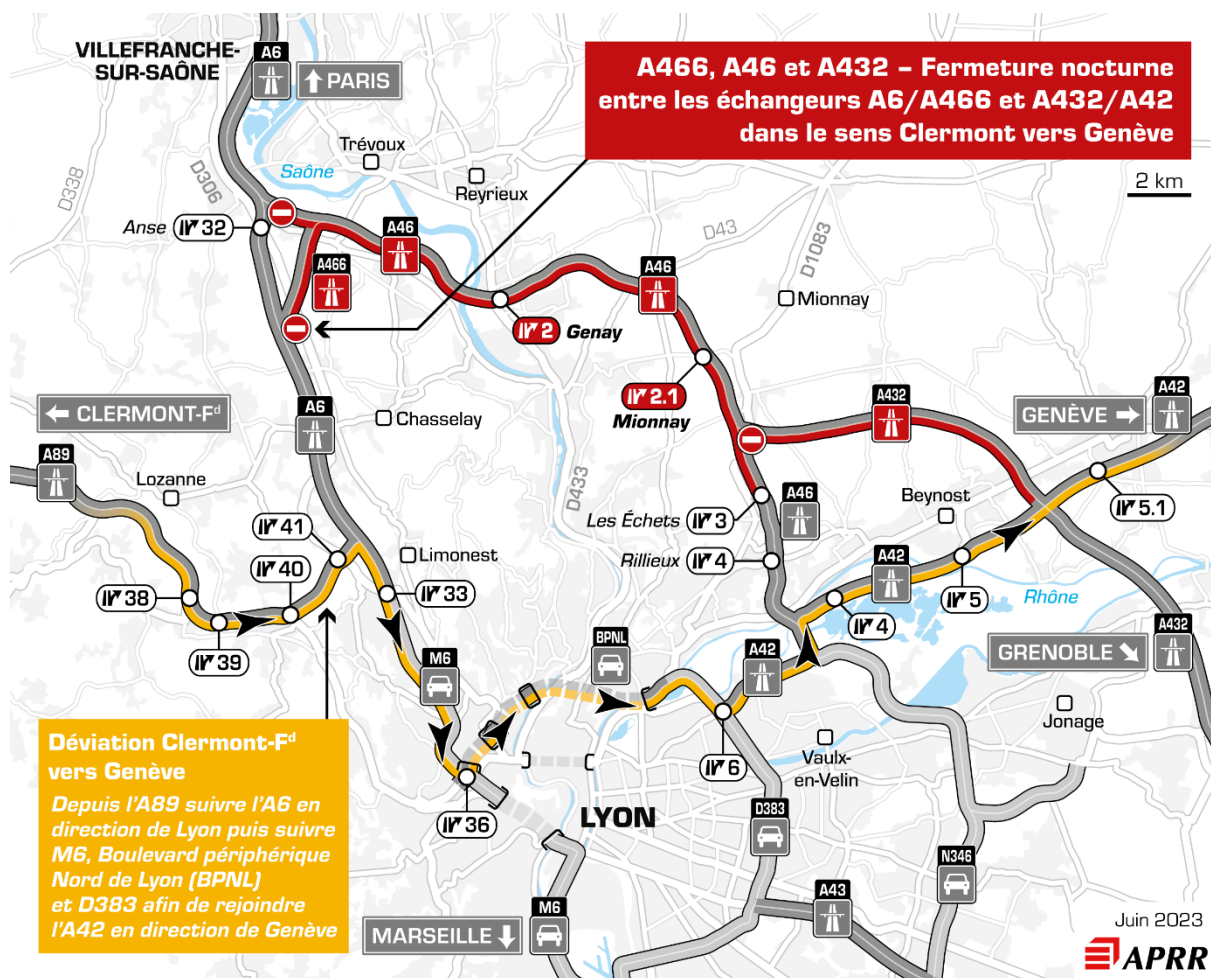 VILLEFRANCHE-
SUR-SAÔNE
A6
PARIS
A466, A46 et A432 – Fermeture nocturne
entre les échangeurs A6/A466 et A432/A42
dans le sens Clermont vers Genève
2 km
Trévoux
Saône
Reyrieux
D338
D306
D43
D1083
Anse
32
A46
A466
A46
Mionnay
2
Genay
2.1
Mionnay
A432
A42
GENÈVE
CLERMONT-Fd
A6
Chasselay
A89
Lozanne
D433
Les Échets
3
A46
Beynost
5.1
41
Limonest
Rillieux
4
40
33
A42
5
Rhône
38
4
39
BPNL
A42
A432
GRENOBLE
M6
Jonage
6
Vaulx-
en-Velin
Déviation Clermont-Fd
vers Genève
Depuis l'A89 suivre l'A6 en
direction de Lyon puis suivre
M6, Boulevard périphérique
Nord de Lyon (BPNL)
et D383 afin de rejoindre
l'A42 en direction de Genève
36
LYON
D383
N346
A43
M6
MARSEILLE
Juin 2023
APRR